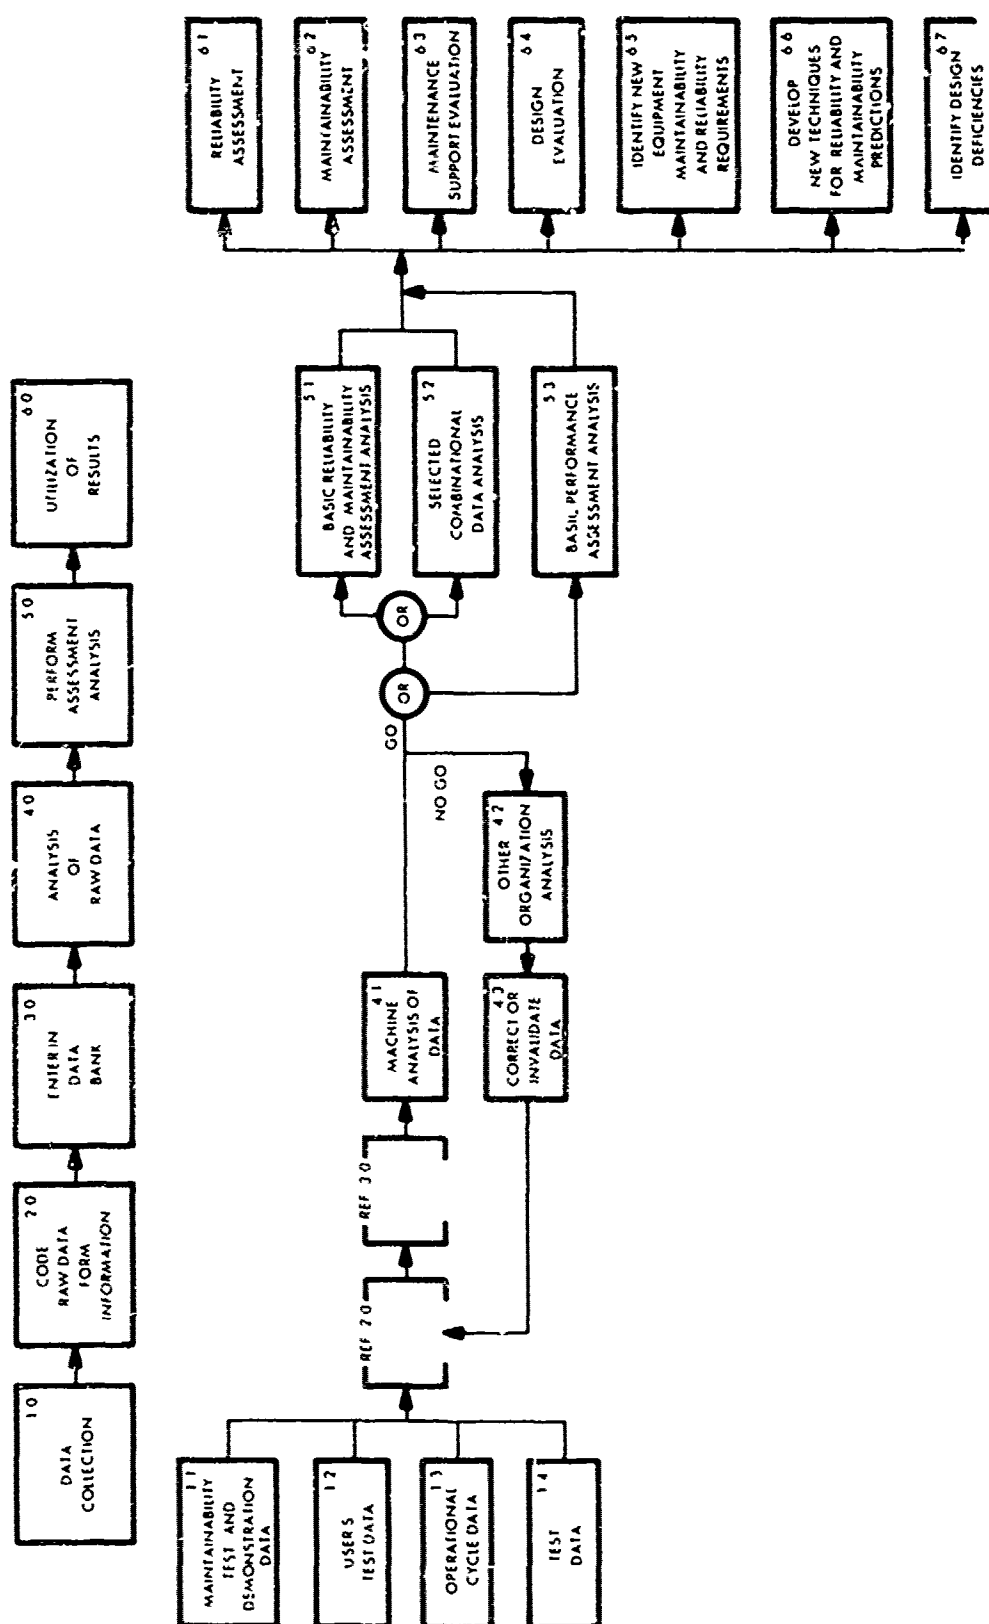 1.0
DATA
COLLECTION
2.0
CODE
RAW DATA
FORM
INFORMATION
3.0
ENTER IN
DATA
BANK
4.0
ANALYSIS
OF
RAW DATA
5.0
PERFORM
ASSESSMENT
ANALYSIS
6.0
UTILIZATION
OF
RESULTS
1.1
MAINTAINABILITY
TEST AND
DEMONSTRATION
DATA
1.2
USERS
TEST DATA
1.3
OPERATIONAL
CYCLE DATA
1.4
TEST
DATA
REF 2.0
REF 3.0
4.1
MACHINE
ANALYSIS OF
DATA
GO
NO GO
4.2
OTHER
ORGANIZATION
ANALYSIS
4.3
CORRECT OR
INVALIDATE
DATA
OR
OR
5.1
BASIC RELIABILITY
AND MAINTAINABILITY
ASSESSMENT ANALYSIS
5.2
SELECTED
COMBINATIONAL
DATA ANALYSIS
5.3
BASIC PERFORMANCE
ASSESSMENT ANALYSIS
6.1
RELIABILITY
ASSESSMENT
6.2
MAINTAINABILITY
ASSESSMENT
6.3
MAINTENANCE
SUPPORT EVALUATION
6.4
DESIGN
EVALUATION
6.5
IDENTIFY NEW
EQUIPMENT
MAINTAINABILITY
AND RELIABILITY
REQUIREMENTS
6.6
DEVELOP
NEW TECHNIQUES
FOR RELIABILITY AND
MAINTAINABILITY
PREDICTIONS
6.7
IDENTIFY DESIGN
DEFICIENCIES